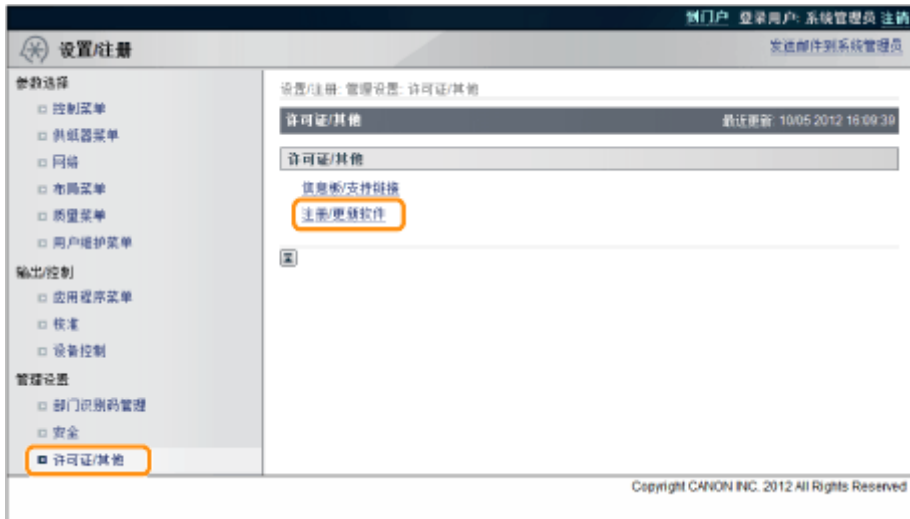 到门户 登录用户: 系统管理员 注销
设置/注册
发送邮件到系统管理员
参数选择
控制菜单
供纸器菜单
网络
布局菜单
质量菜单
用户维护菜单
输出/控制
应用程序菜单
校准
设备控制
管理设置
部门识别码管理
安全
许可证/其他
设置/注册: 管理设置: 许可证/其他
许可证/其他
最近更新: 10/05 2012 16:09:39
许可证/其他
信息板/支持链接
注册/更新软件
Copyright CANON INC. 2012 All Rights Reserved